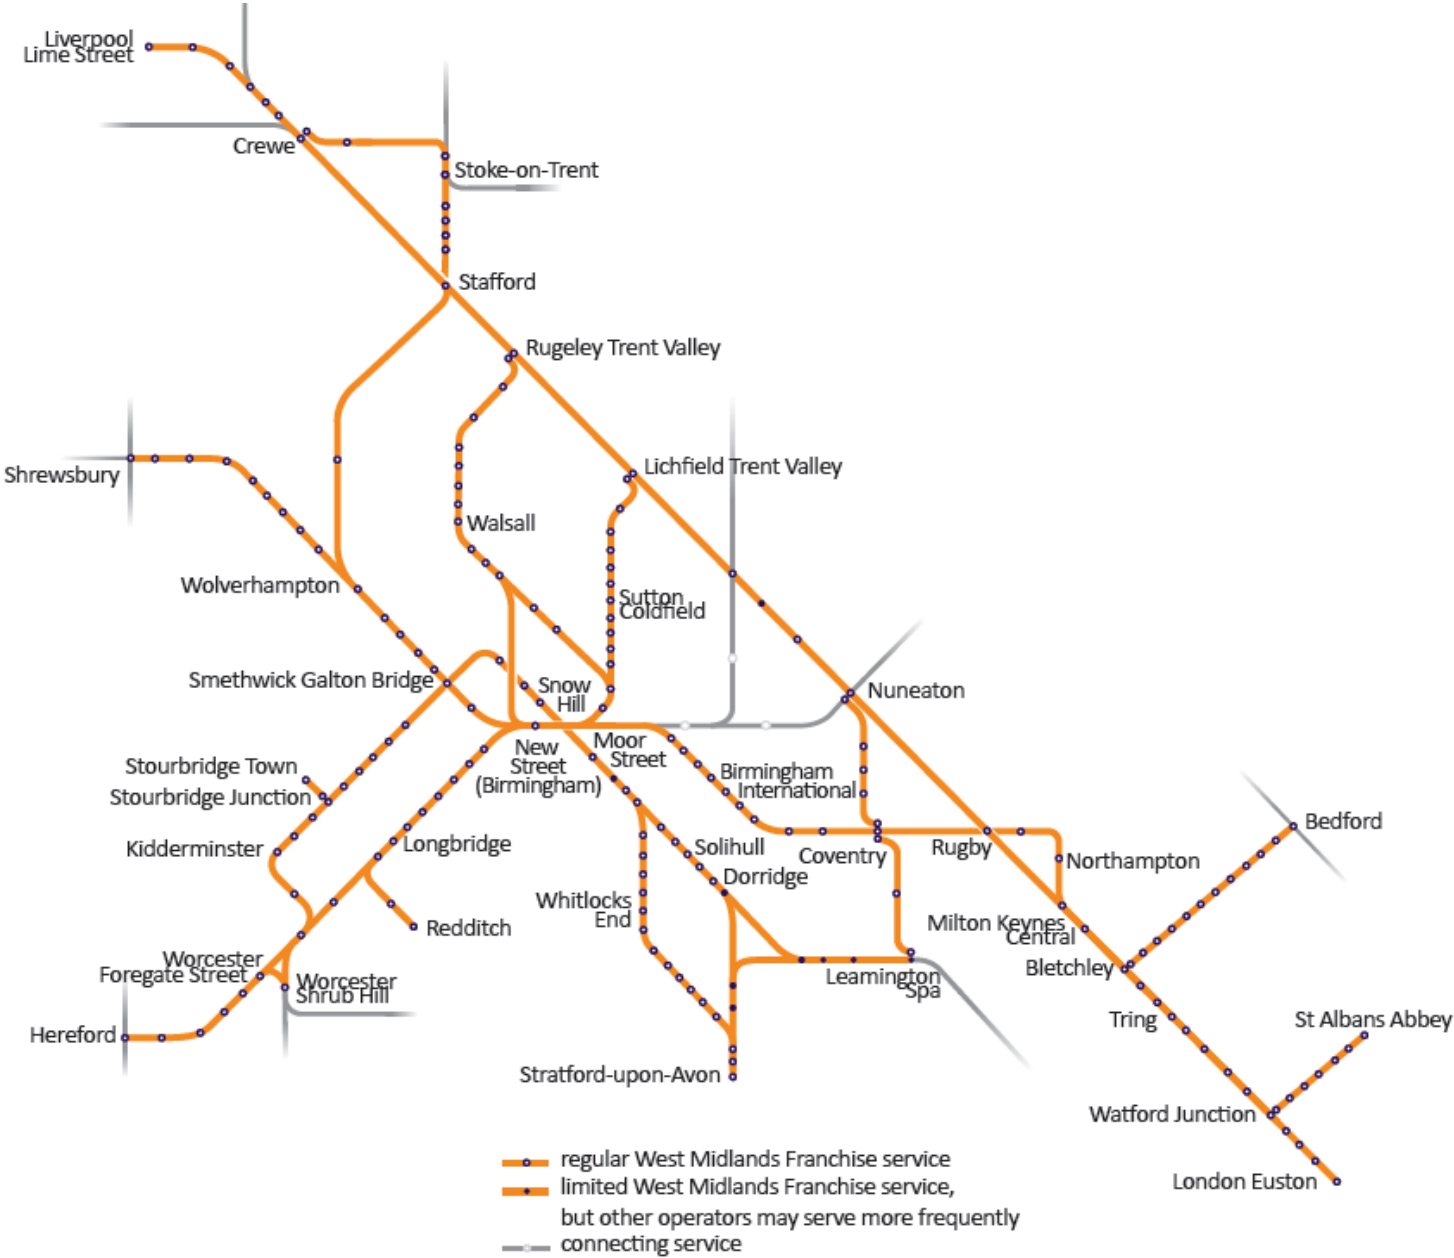 Liverpool
Lime Street
Crewe
Stoke-on-Trent
Stafford
Rugeley Trent Valley
Shrewsbury
Lichfield Trent Valley
Walsall
Wolverhampton
Sutton
Coldfield
Smethwick Galton Bridge
Snow
Hill
Nuneaton
New
Street
(Birmingham)
Moor
Street
Stourbridge Town
Stourbridge Junction
Birmingham
International
Kidderminster
Longbridge
Solihull
Coventry
Rugby
Bedford
Northampton
Dorridge
Whitlocks
End
Redditch
Milton Keynes
Central
Worcester
Foregate Street
Worcester
Shrub Hill
Leamington
Spa
Bletchley
Hereford
Tring
St Albans Abbey
Stratford-upon-Avon
Watford Junction
London Euston
regular West Midlands Franchise service
limited West Midlands Franchise service,
but other operators may serve more frequently
connecting service